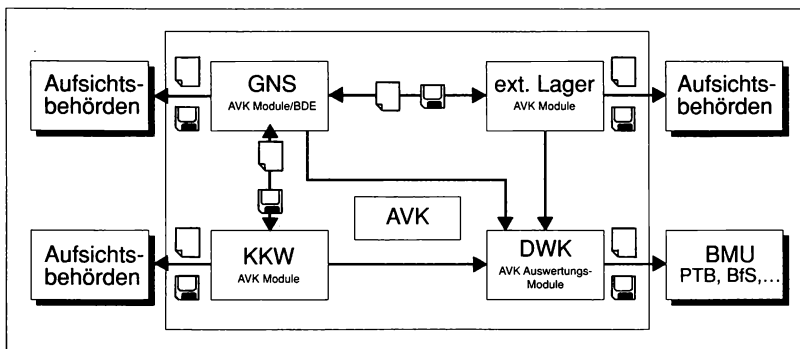 Aufsichts-
behörden
GNS
AVK Module/BDE
ext. Lager
AVK Module
Aufsichts-
behörden
AVK
Aufsichts-
behörden
KKW
AVK Module
DWK
AVK Auswertungs-
Module
BMU
PTB, BfS,...